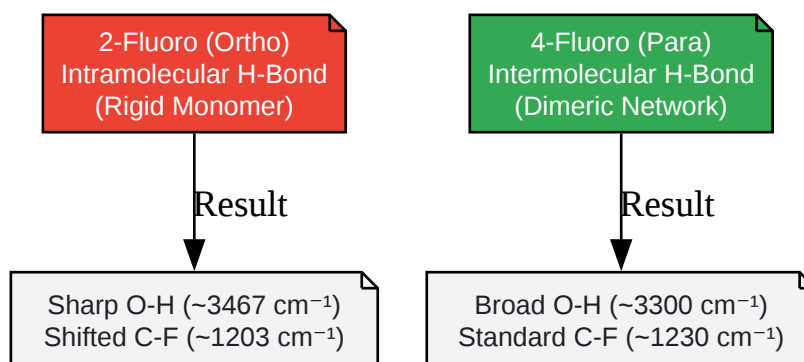 2-Fluoro (Ortho)
Intramolecular H-Bond
(Rigid Monomer)
4-Fluoro (Para)
Intermolecular H-Bond
(Dimeric Network)
Result
Result
Sharp O-H (~3467 cm⁻¹)
Shifted C-F (~1203 cm⁻¹)
Broad O-H (~3300 cm⁻¹)
Standard C-F (~1230 cm⁻¹)